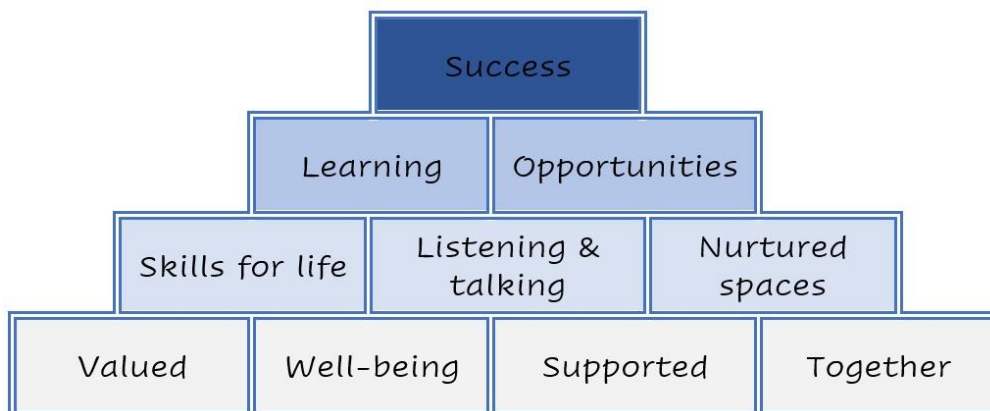 Success
Learning
Opportunities
Skills for life
Listening &
talking
Nurtured
spaces
Valued
Well-being
Supported
Together